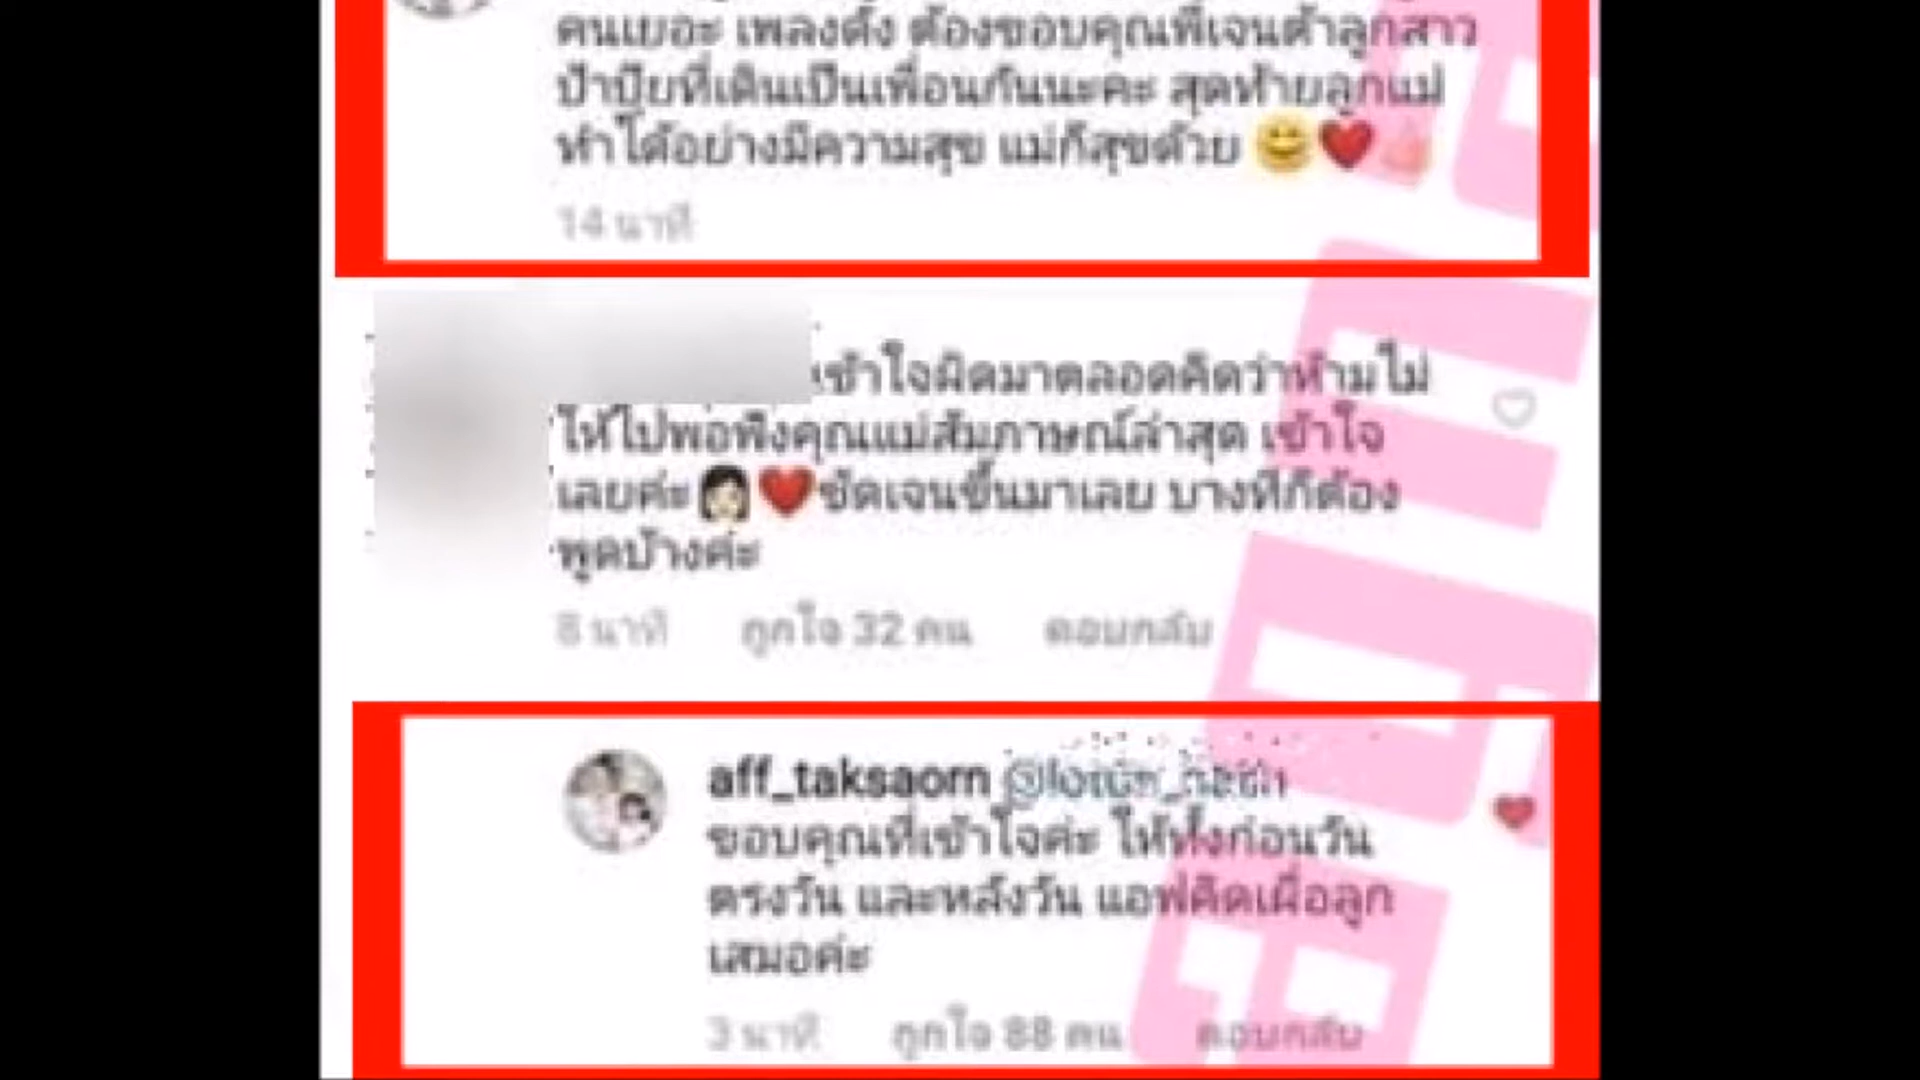 คนเยอะ เพลงดัง ต้องขอบคุณพี่เจนด้าลูกสาว
ป้าปุ๊ยที่เดินเป็นเพื่อนกันนะคะ สุดท้ายลูกแม่
ทำได้อย่างมีความสุข แม่ก็สุขด้วย 😊❤️👍🏻
14 นาที
เข้าใจผิดมาตลอดคิดว่าห้ามไม่
ให้ไปพอฟังคุณแม่สัมภาษณ์ล่าสุด เข้าใจ
เลยค่ะ👩🏻❤️ชัดเจนขึ้นมาเลย บางทีก็ต้อง
พูดบ้างค่ะ
8 นาที ถูกใจ 32 คน ตอบกลับ
aff_taksaorn
ขอบคุณที่เข้าใจค่ะ ให้ทั้งก่อนวัน
ตรงวัน และหลังวัน แอฟคิดเผื่อลูก
เสมอค่ะ
3 นาที ถูกใจ 88 คน ตอบกลับ